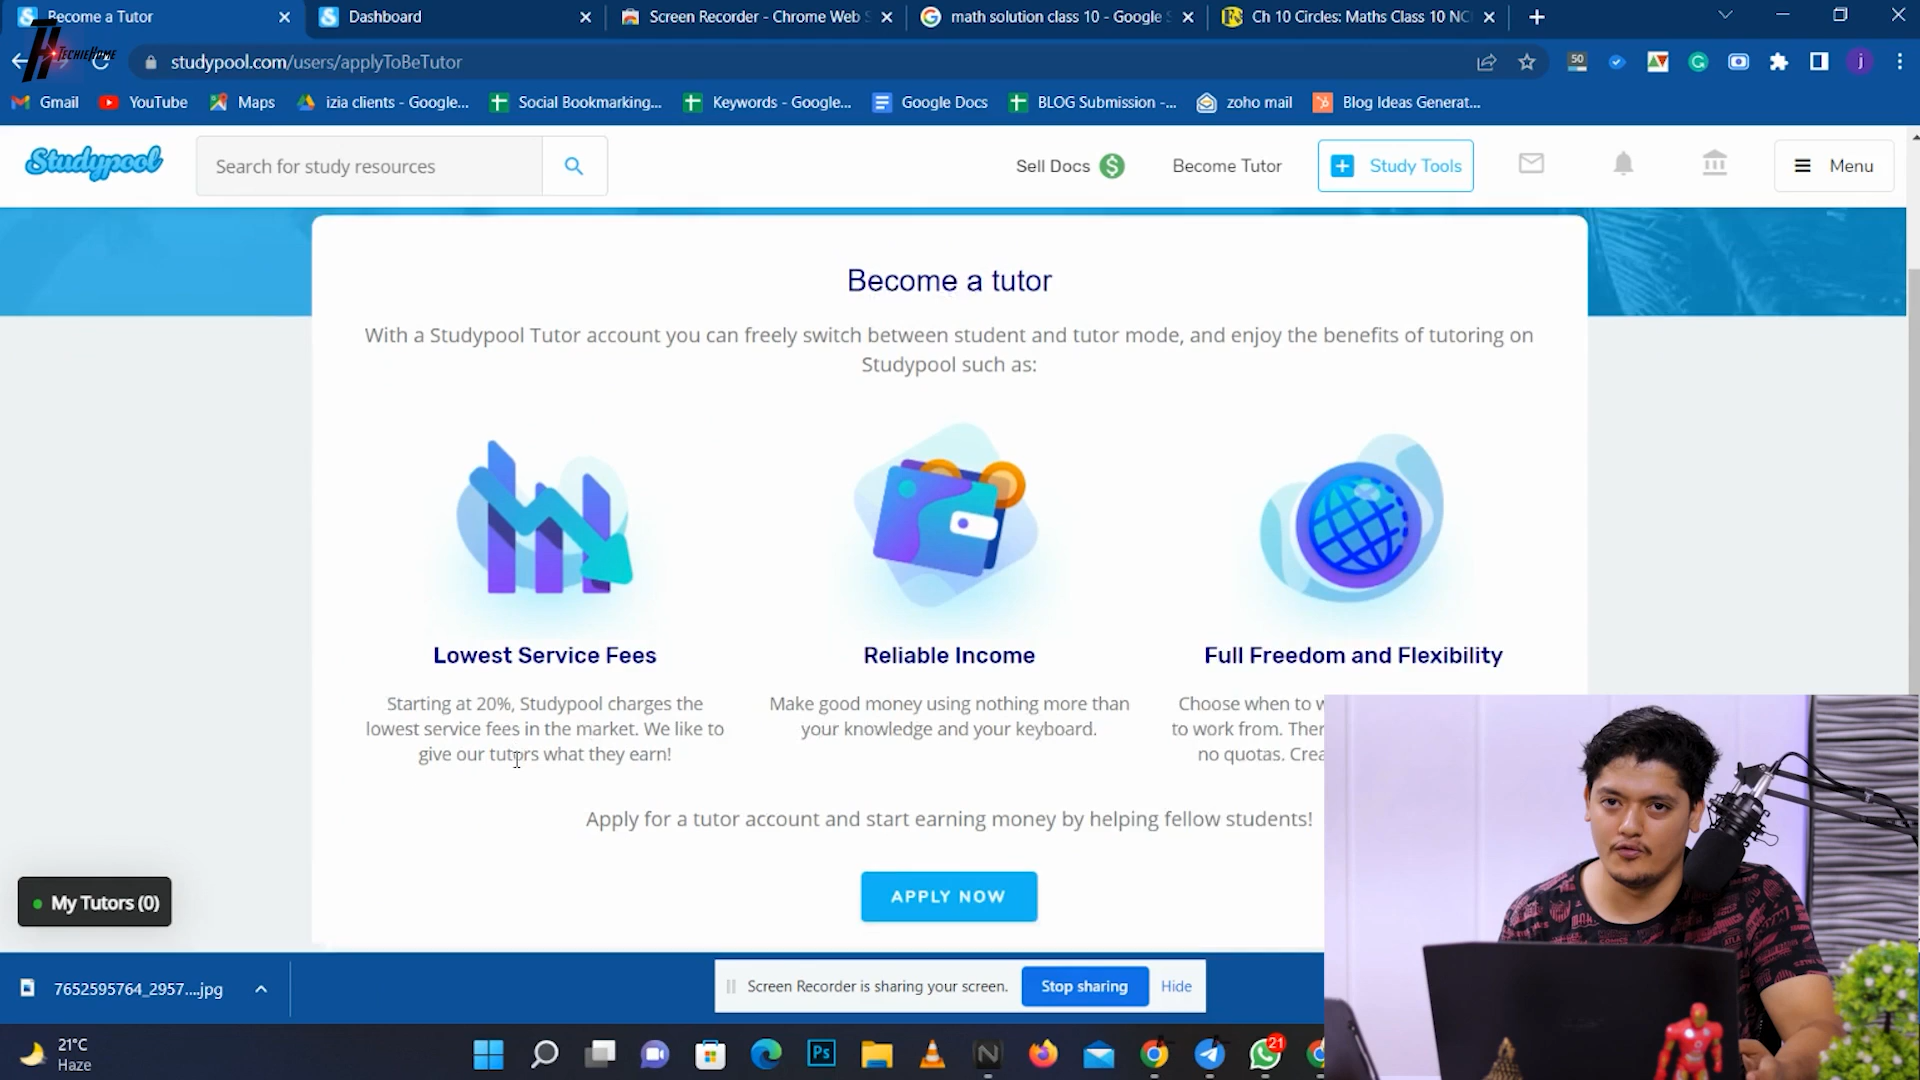 Become a Tutor
Dashboard
Screen Recorder - Chrome Web S
math solution class 10 - Google S
Ch 10 Circles: Maths Class 10 NC
TECHIEHOME
studypool.com/users/applyToBeTutor
50
j
Gmail
YouTube
Maps
izia clients - Google...
Social Bookmarking...
Keywords - Google...
Google Docs
BLOG Submission -...
zoho mail
Blog Ideas Generat...
Studypool
Search for study resources
Sell Docs
Become Tutor
Study Tools
Menu
Become a tutor
With a Studypool Tutor account you can freely switch between student and tutor mode, and enjoy the benefits of tutoring on
Studypool such as:
Lowest Service Fees
Starting at 20%, Studypool charges the
lowest service fees in the market. We like to
give our tutors what they earn!
Reliable Income
Make good money using nothing more than
your knowledge and your keyboard.
Full Freedom and Flexibility
Choose when to w
to work from. Ther
no quotas. Crea
Apply for a tutor account and start earning money by helping fellow students!
APPLY NOW
My Tutors (0)
7652595764_2957....jpg
Screen Recorder is sharing your screen.
Stop sharing
Hide
21°C
Haze
Ps
N
21